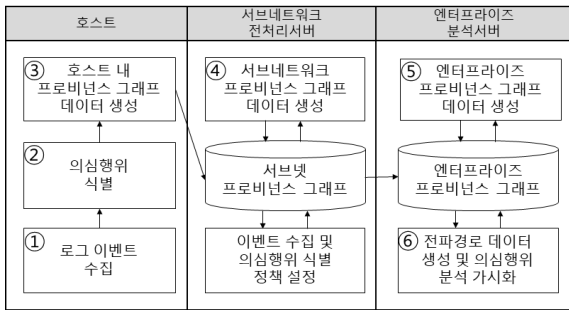 호스트
서브네트워크
전처리서버
엔터프라이즈
분석서버
③ 호스트 내
프로비넌스 그래프
데이터 생성
④ 서브네트워크
프로비넌스 그래프
데이터 생성
⑤ 엔터프라이즈
프로비넌스 그래프
데이터 생성
② 의심행위
식별
서브넷
프로비넌스 그래프
엔터프라이즈
프로비넌스 그래프
① 로그 이벤트
수집
이벤트 수집 및
의심행위 식별
정책 설정
⑥ 전파경로 데이터
생성 및 의심행위
분석 가시화